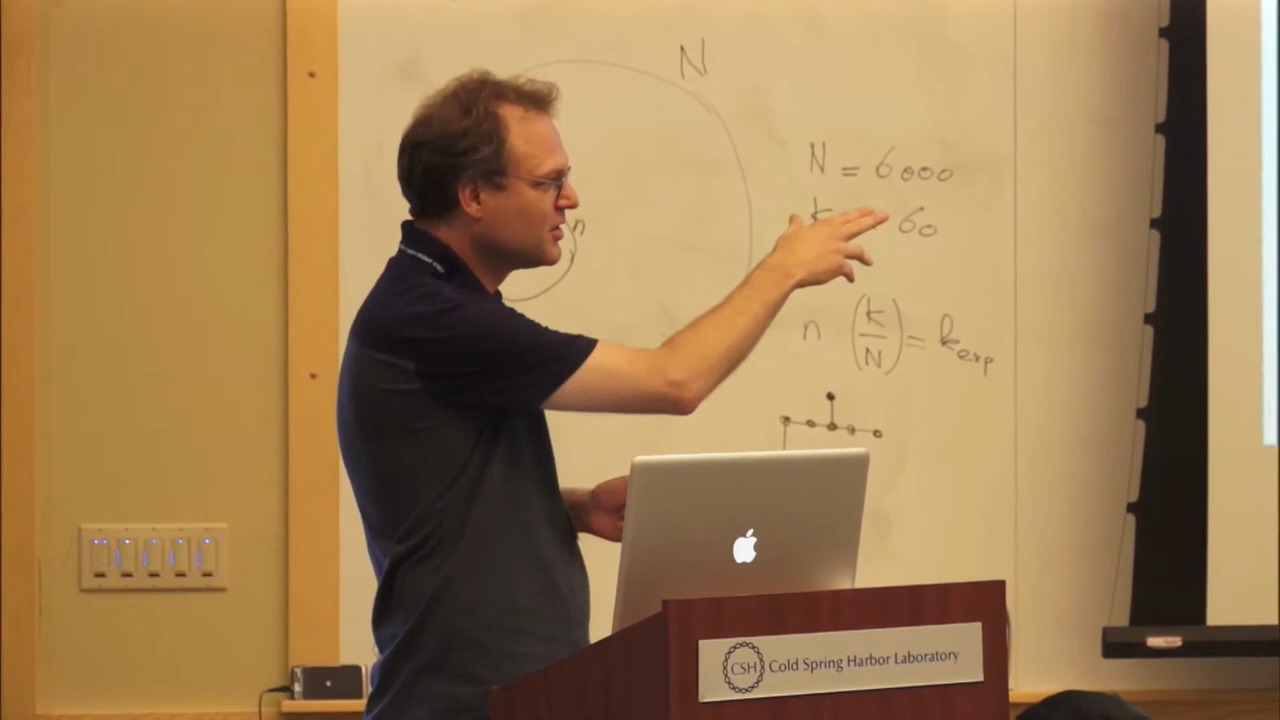 N
n
N = 6000
k 60
n (k/N) = k_exp
CSH Cold Spring Harbor Laboratory